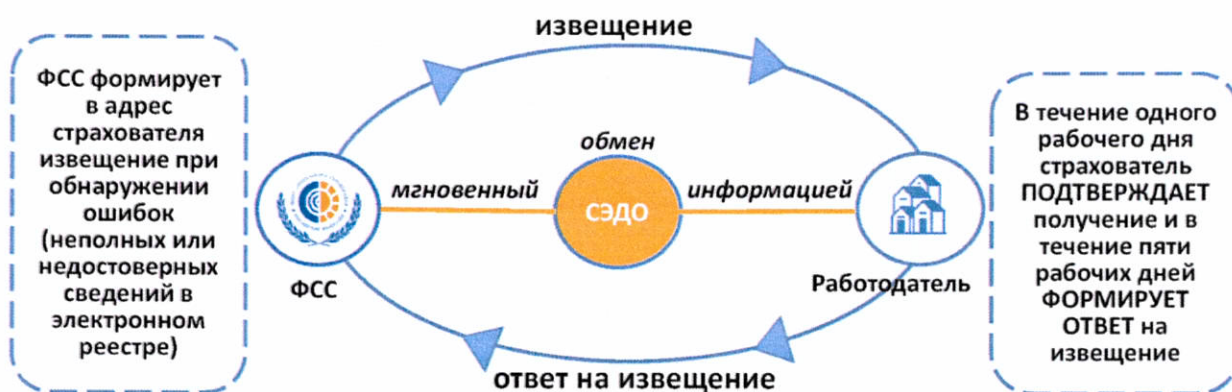 извещение
ФСС формирует
в адрес
страхователя
извещение при
обнаружении
ошибок
(неполных или
недостоверных
сведений в
электронном
реестре)
обмен
мгновенный
СЭДО
информацией
ФСС
Работодатель
В течение одного
рабочего дня
страхователь
ПОДТВЕРЖДАЕТ
получение и в
течение пяти
рабочих дней
ФОРМИРУЕТ
ОТВЕТ на
извещение
ответ на извещение